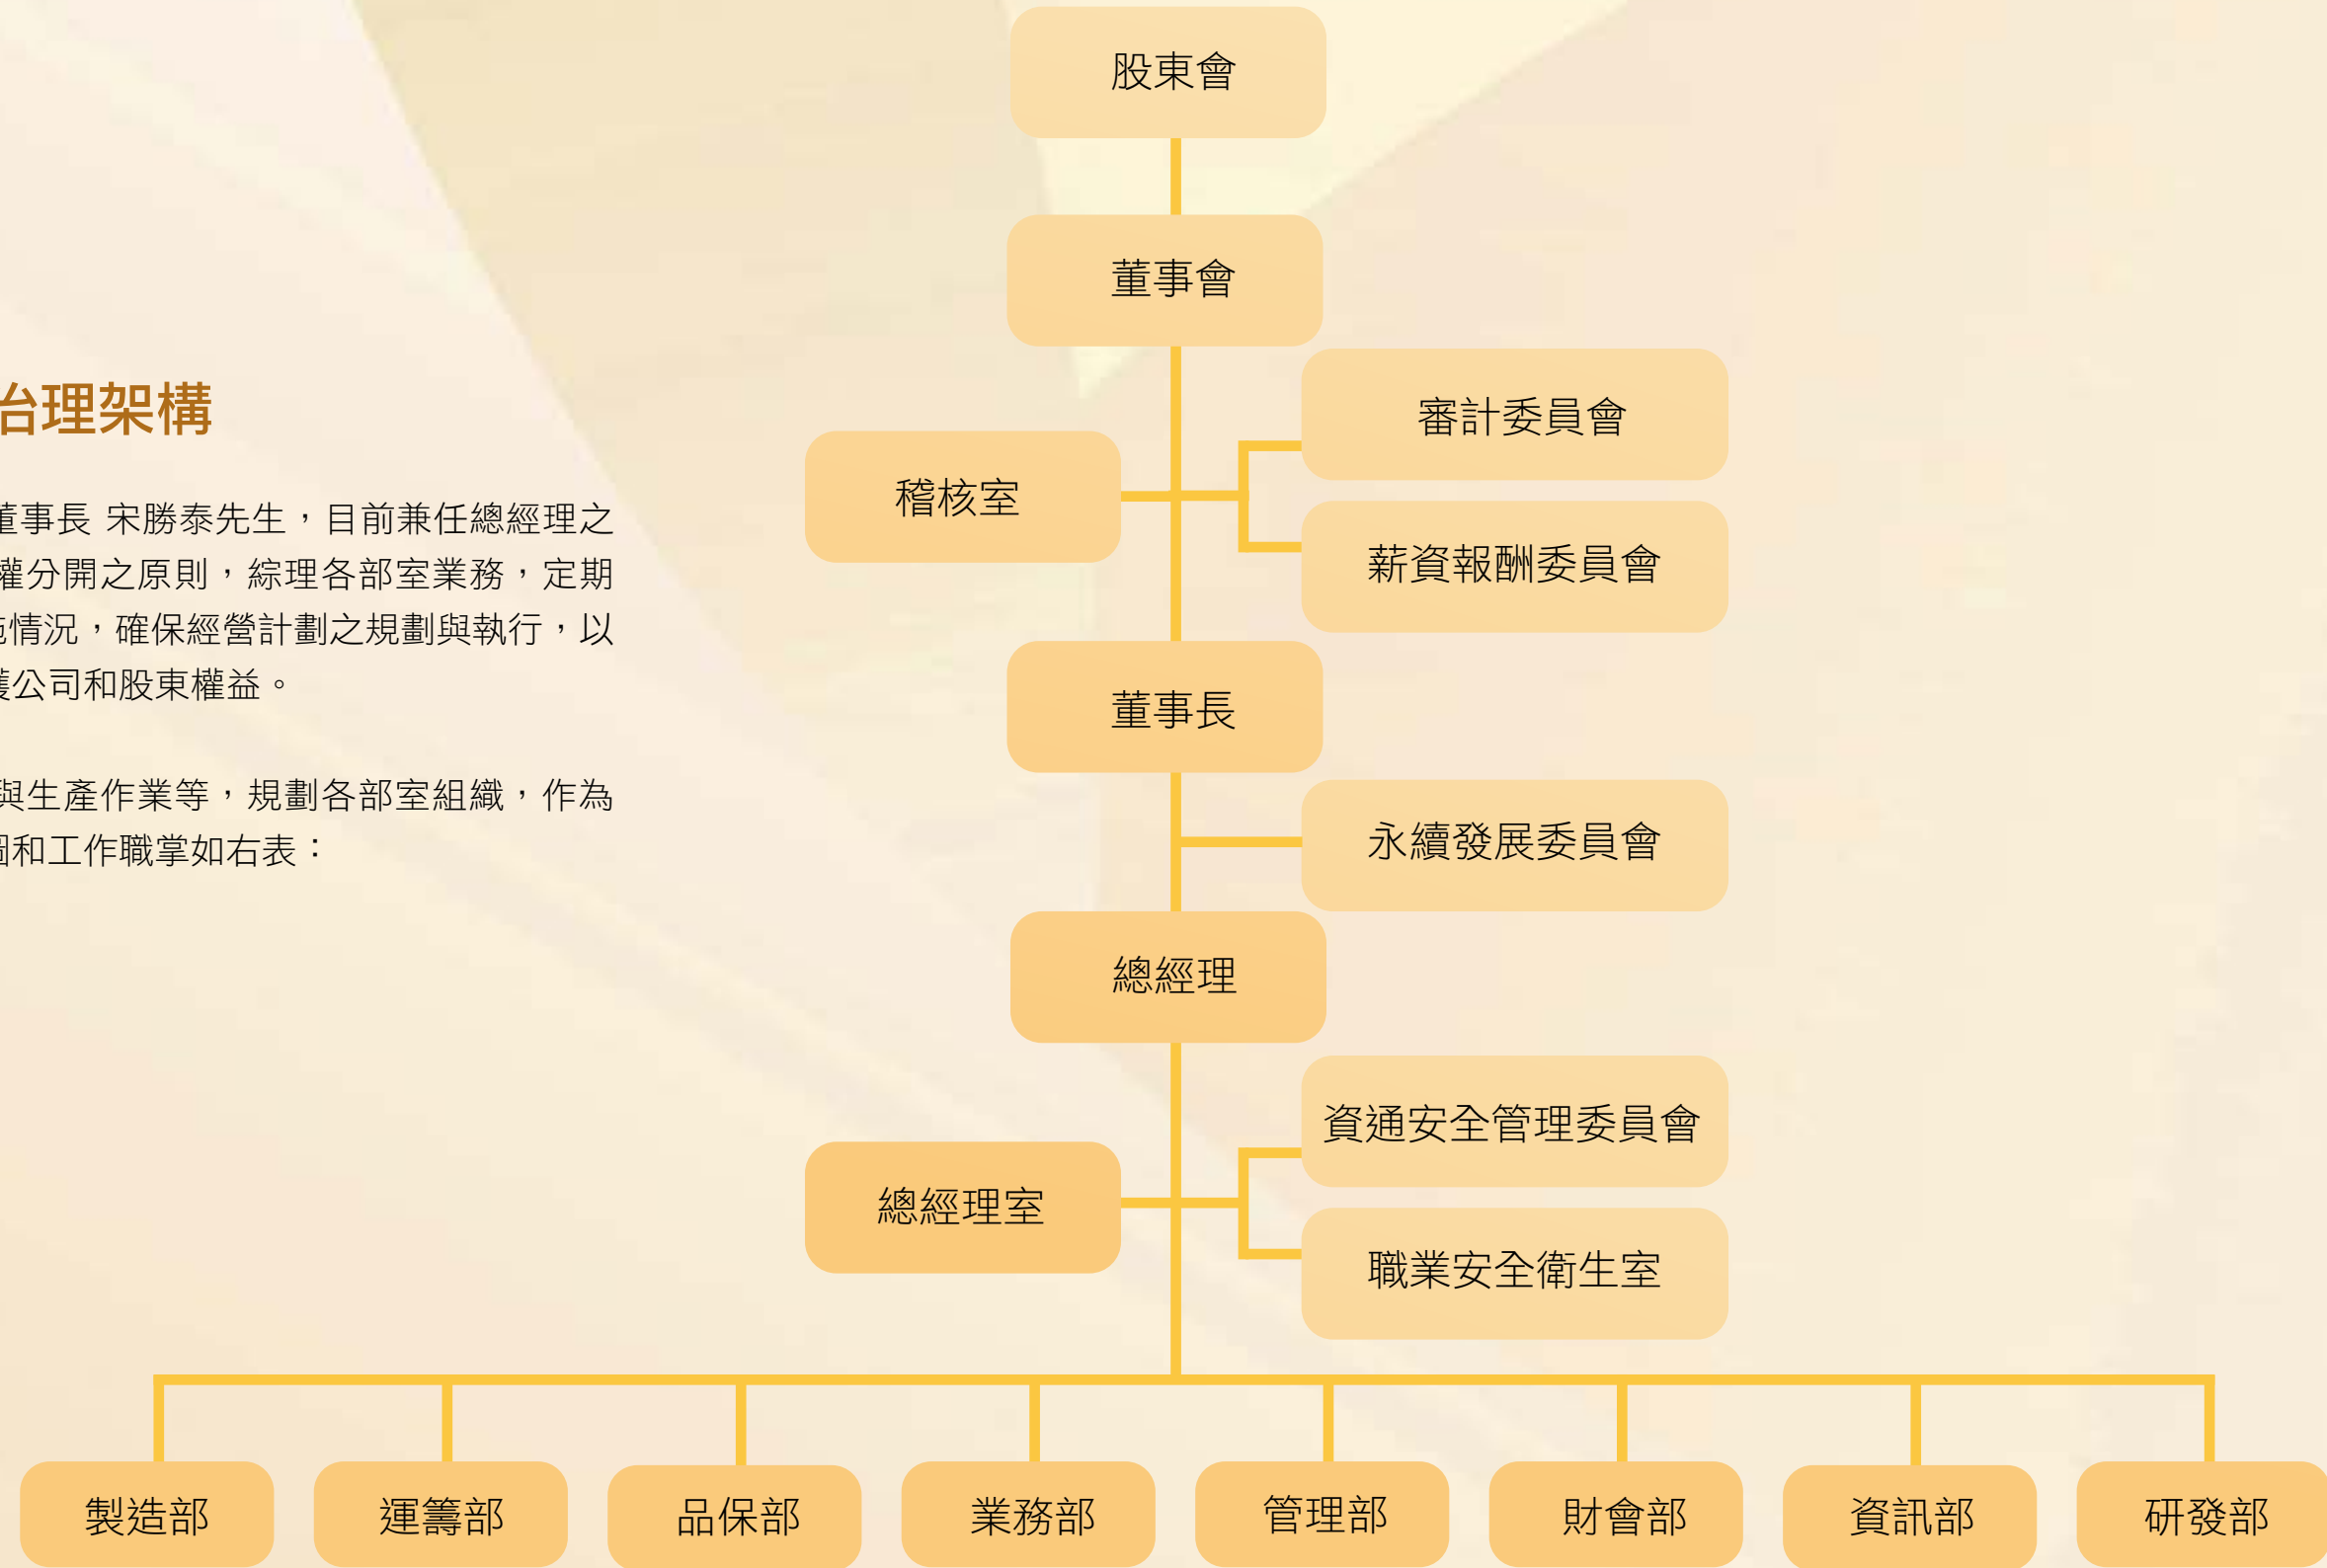 股東會
董事會
審計委員會
稽核室
薪資報酬委員會
董事長
永續發展委員會
總經理
資通安全管理委員會
總經理室
職業安全衛生室
製造部
運籌部
品保部
業務部
管理部
財會部
資訊部
研發部
治理架構
董事長 宋勝泰先生，目前兼任總經理之
權分開之原則，綜理各部室業務，定期
施情況，確保經營計劃之規劃與執行，以
護公司和股東權益。
與生產作業等，規劃各部室組織，作為
圖和工作職掌如右表：